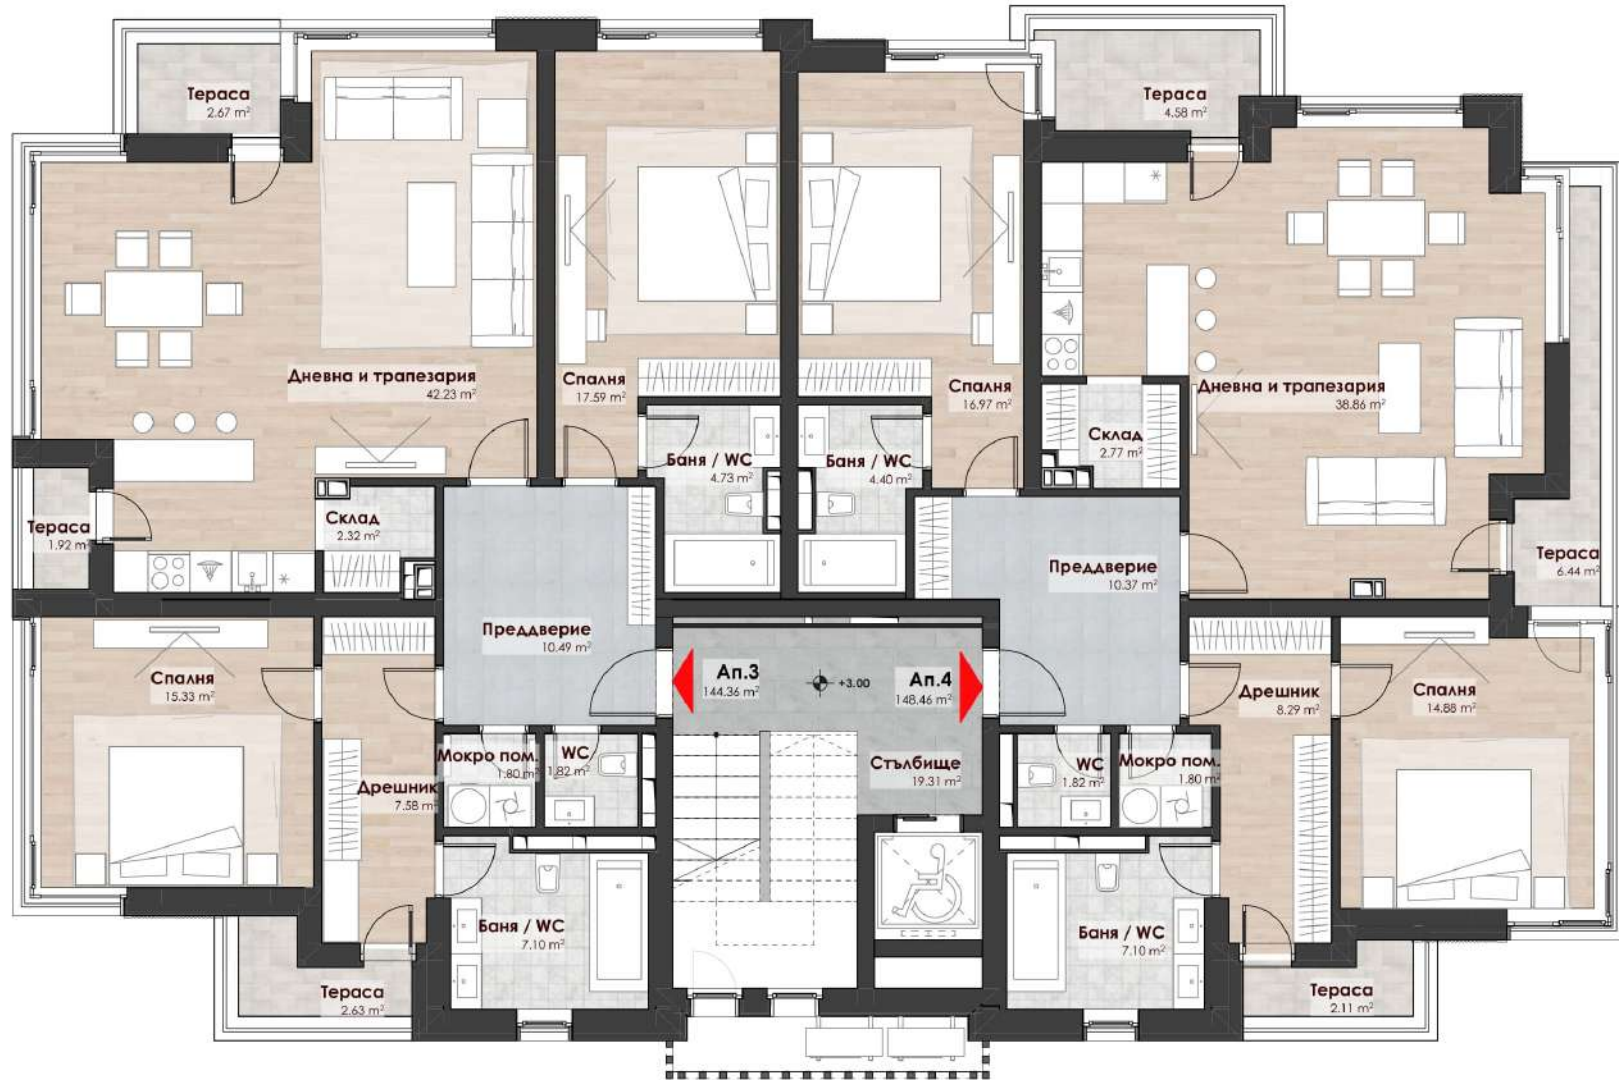 Тераса
2.67 m²
Тераса
4.58 m²
Дневна и трапезария
42.23 m²
Спалня
17.59 m²
Спалня
16.97 m²
Дневна и трапезария
38.86 m²
Баня / WC
4.73 m²
Баня / WC
4.40 m²
Склад
2.77 m²
Тераса
1.92 m²
Склад
2.32 m²
Тераса
6.44 m²
Преддверие
10.37 m²
Преддверие
10.49 m²
Спалня
15.33 m²
Ап.3
144.36 m²
+3.00
Ап.4
148.46 m²
Дрешник
8.29 m²
Спалня
14.88 m²
Мокро пом.
1.80 m²
WC
1.82 m²
Стълбище
19.31 m²
WC
1.82 m²
Мокро пом.
1.80 m²
Дрешник
7.58 m²
Баня / WC
7.10 m²
Баня / WC
7.10 m²
Тераса
2.63 m²
Тераса
2.11 m²